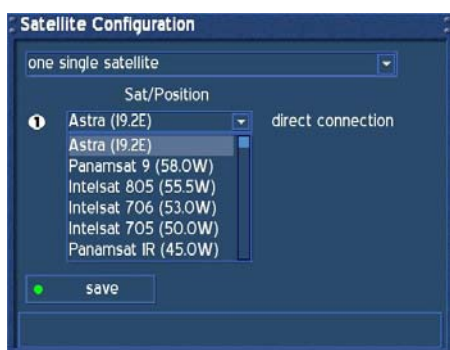 Satellite Configuration
one single satellite
Sat/Position
1 Astra (19.2E) direct connection
Astra (19.2E)
Panamsat 9 (58.0W)
Intelsat 805 (55.5W)
Intelsat 706 (53.0W)
Intelsat 705 (50.0W)
Panamsat 1R (45.0W)
save